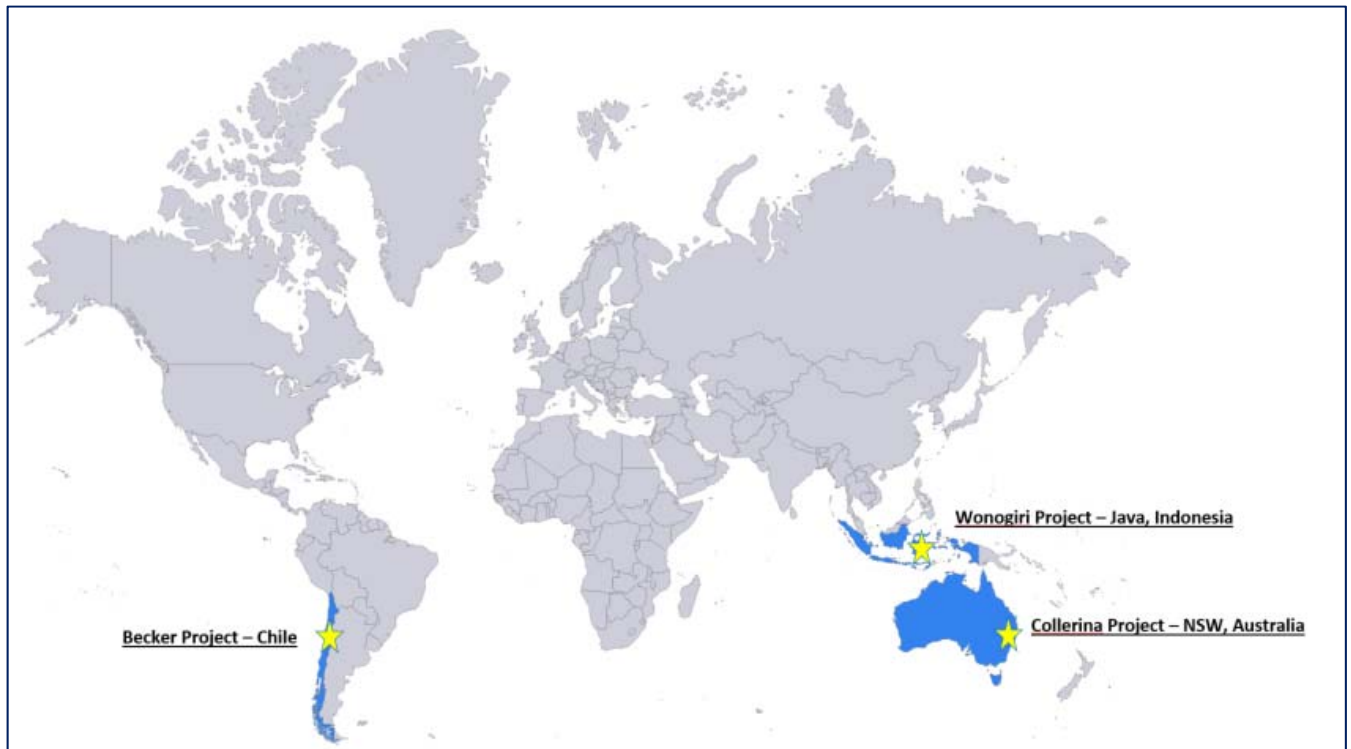 Wonogiri Project – Java, Indonesia
Collerina Project – NSW, Australia
Becker Project – Chile